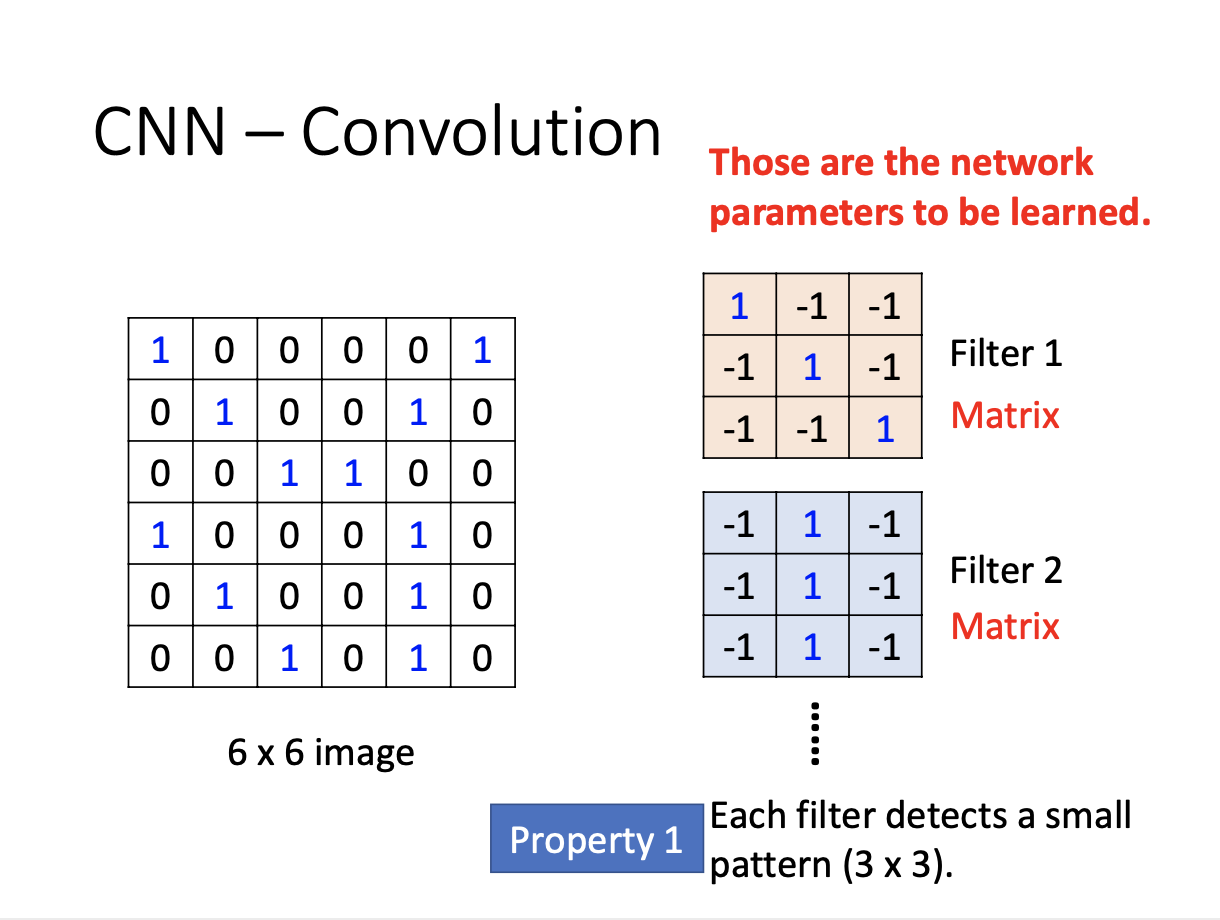 CNN – Convolution
Those are the network
parameters to be learned.
1 0 0 0 0 1
0 1 0 0 1 0
0 0 1 1 0 0
1 0 0 0 1 0
0 1 0 0 1 0
0 0 1 0 1 0
6 x 6 image
1 -1 -1
-1 1 -1
-1 -1 1
Filter 1
Matrix
-1 1 -1
-1 1 -1
-1 1 -1
Filter 2
Matrix
Property 1
Each filter detects a small
pattern (3 x 3).